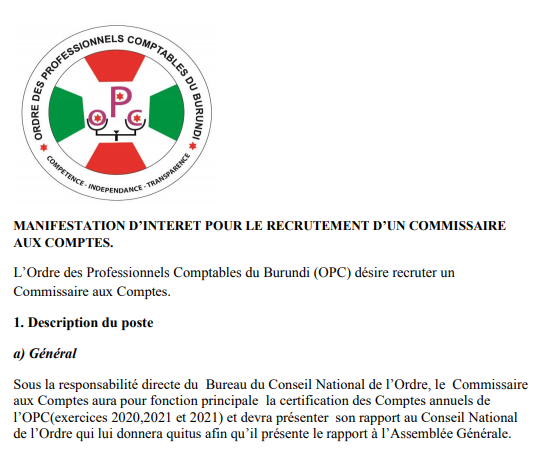 ORDRE DES PROFESSIONNELS COMPTABLES DU BURUNDI
OPC
COMPETENCE - INDEPENDANCE - TRANSPARENCE
MANIFESTATION D’INTERET POUR LE RECRUTEMENT D’UN COMMISSAIRE
AUX COMPTES.
L’Ordre des Professionnels Comptables du Burundi (OPC) désire recruter un
Commissaire aux Comptes.
1. Description du poste
a) Général
Sous la responsabilité directe du Bureau du Conseil National de l’Ordre, le Commissaire
aux Comptes aura pour fonction principale la certification des Comptes annuels de
l’OPC(exercices 2020,2021 et 2021) et devra présenter son rapport au Conseil National
de l’Ordre qui lui donnera quitus afin qu’il présente le rapport à l’Assemblée Générale.